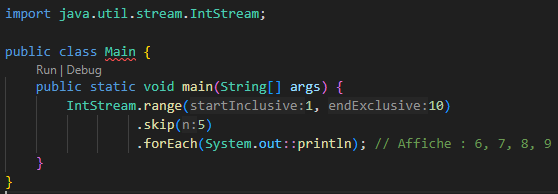 import java.util.stream.IntStream;
public class Main {
Run | Debug
public static void main(String[] args) {
IntStream.range(startInclusive:1, endExclusive:10)
.skip(n:5)
.forEach(System.out::println); // Affiche : 6, 7, 8, 9
}
}